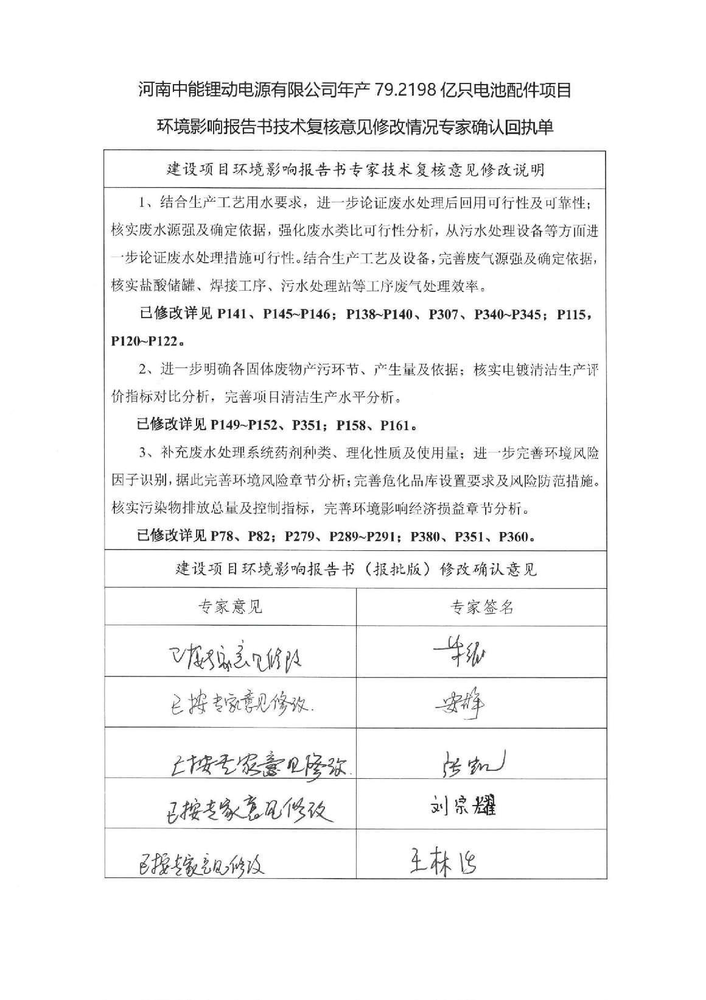 河南中能锂动电源有限公司年产 79.2198 亿只电池配件项目
环境影响报告书技术复核意见修改情况专家确认回执单
建设项目环境影响报告书专家技术复核意见修改说明
1、结合生产工艺用水要求，进一步论证废水处理后回用可行性及可靠性；
核实废水源强及确定依据，强化废水类比可行性分析，从污水处理设备等方面进
一步论证废水处理措施可行性。结合生产工艺及设备，完善废气源强及确定依据，
核实盐酸储罐、焊接工序、污水处理站等工序废气处理效率。
已修改详见 P141、P145~P146；P138~P140、P307、P340~P345；P115，
P120~P122。
2、进一步明确各固体废物产污环节、产生量及依据；核实电镀清洁生产评
价指标对比分析，完善项目清洁生产水平分析。
已修改详见 P149~P152、P351；P158、P161。
3、补充废水处理系统药剂种类、理化性质及使用量；进一步完善环境风险
因子识别，据此完善环境风险章节分析；完善危化品库设置要求及风险防范措施。
核实污染物排放总量及控制指标，完善环境影响经济损益章节分析。
已修改详见 P78、P82；P279、P289~P291；P380、P351、P360。
建设项目环境影响报告书（报批版）修改确认意见
专家意见 专家签名
已按专家意见修改
已按专家意见修改.
已按专家意见修改. 张凯
已按专家意见修改 刘宗耀
已按专家意见修改 王林